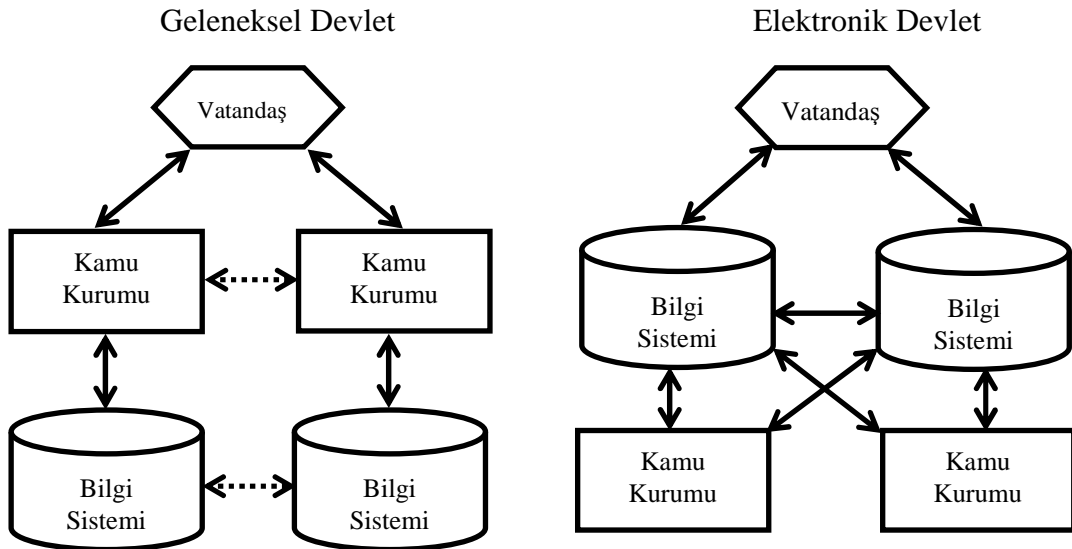 Geleneksel Devlet
Vatandaş
Kamu
Kurumu
Kamu
Kurumu
Bilgi
Sistemi
Bilgi
Sistemi
Elektronik Devlet
Vatandaş
Bilgi
Sistemi
Bilgi
Sistemi
Kamu
Kurumu
Kamu
Kurumu